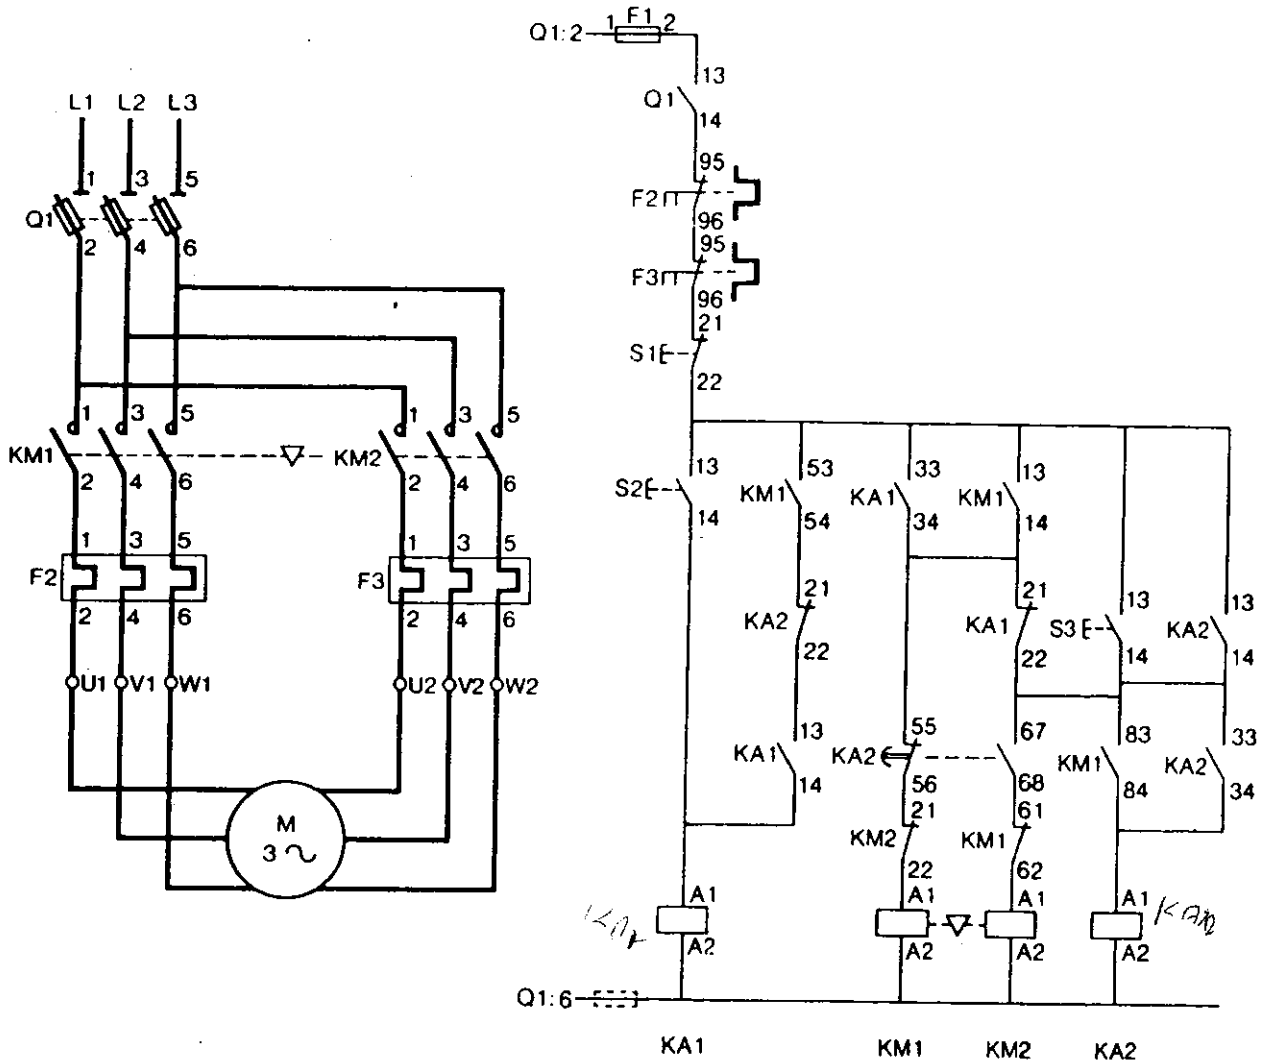 F1
1 2
Q1:2
13
Q1
14
L1 L2 L3
1 3 5
Q1
2 4 6
95
F2
96
95
F3
96
21
S1
22
1 3 5
KM1
2 4 6
1 3 5
KM2
2 4 6
13
S2
14
53
KM1
54
33
KA1
34
13
KM1
14
1 3 5
F2
2 4 6
1 3 5
F3
2 4 6
21
KA2
22
21
KA1
22
13
S3
14
13
KA2
14
U1 V1 W1
U2 V2 W2
13
KA1
14
55
KA2
56
67
68
83
KM1
84
33
KA2
34
M
3 ~
21
KM2
22
61
KM1
62
A1
A2
A1
A2
A1
A2
A1
A2
Q1:6
KA1 KM1 KM2 KA2